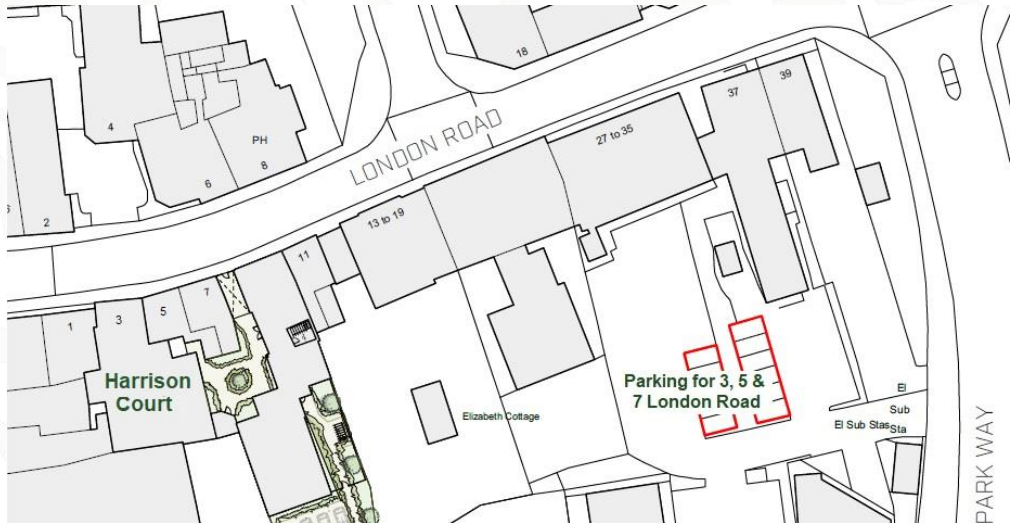 18
39
37
4
PH
LONDON ROAD
27 to 35
8
6
2
13 to 19
11
7
5
3
1
Harrison
Court
Parking for 3, 5 &
7 London Road
Elizabeth Cottage
El
Sub
Sta
El Sub Stas
PARK WAY